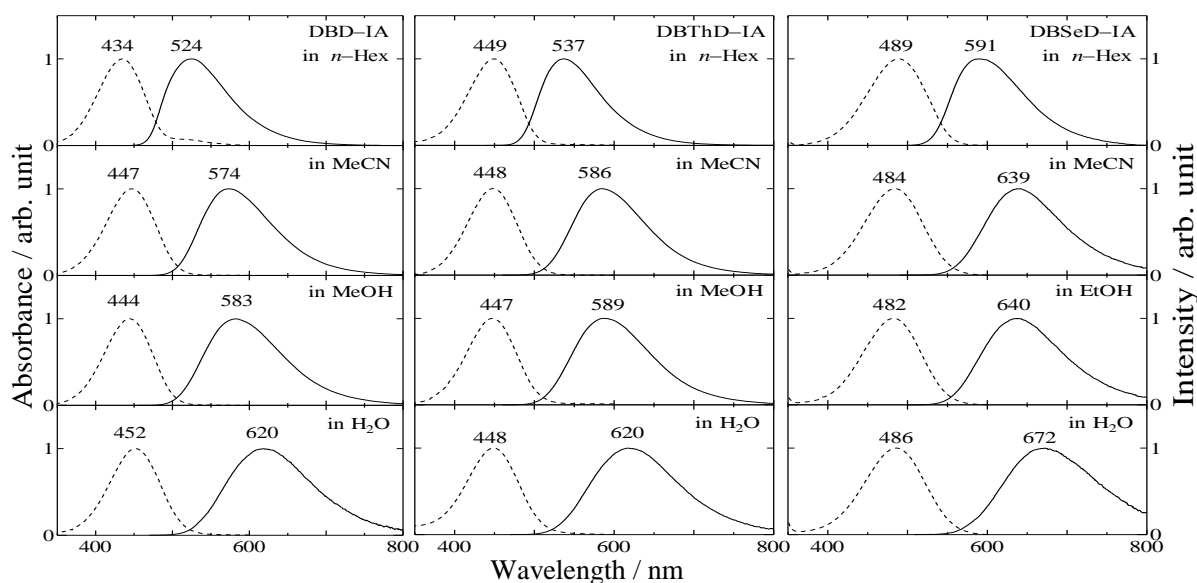 DBD–IA
in n–Hex
434
524
1
0
in MeCN
447
574
1
0
in MeOH
444
583
1
0
in H₂O
452
620
1
0
400
600
800
DBThD–IA
in n–Hex
449
537
in MeCN
448
586
in MeOH
447
589
in H₂O
448
620
400
600
800
DBSeD–IA
in n–Hex
489
591
1
0
in MeCN
484
639
1
0
in EtOH
482
640
1
0
in H₂O
486
672
1
0
400
600
800
Absorbance / arb. unit
Intensity / arb. unit
Wavelength / nm